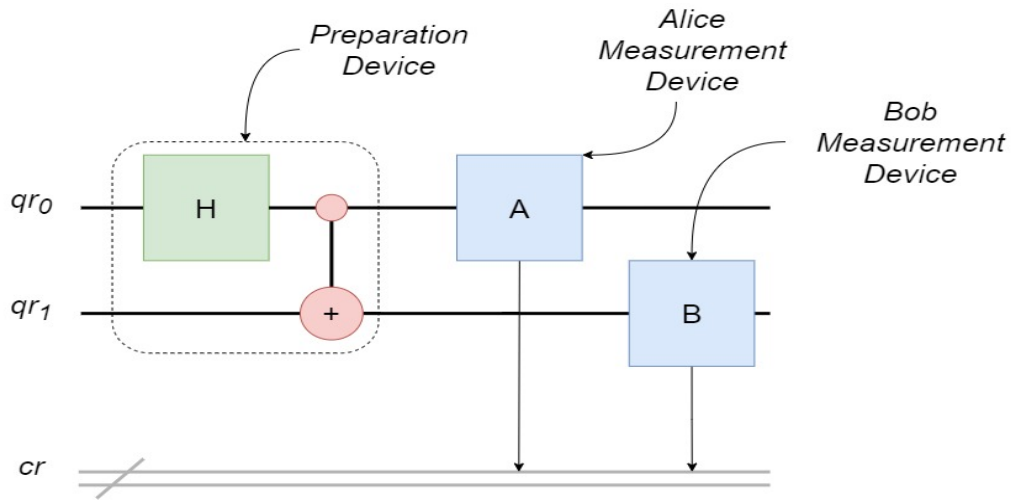 Preparation
Device
Alice
Measurement
Device
Bob
Measurement
Device
qr0
H
A
qr1
+
B
cr